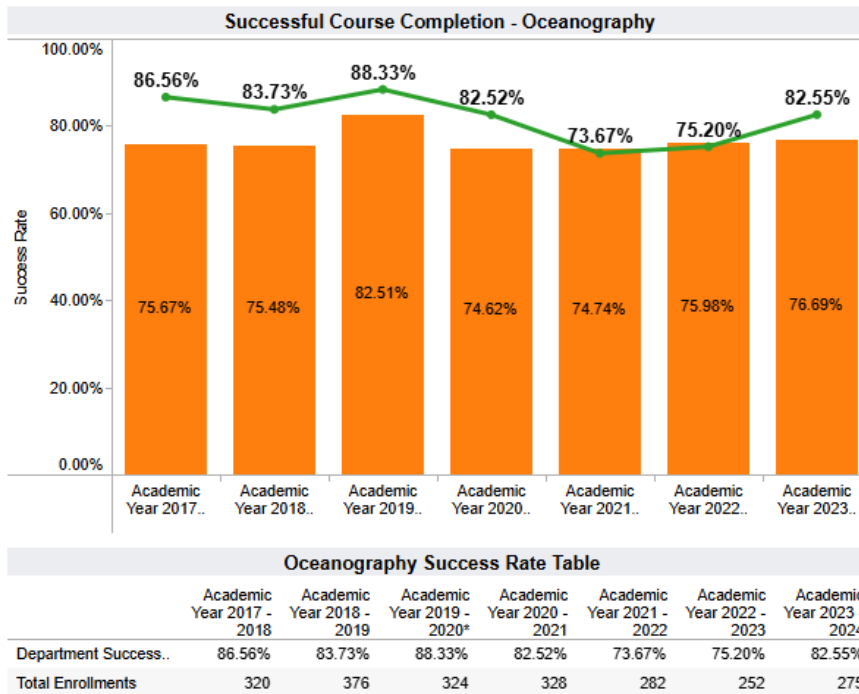 Successful Course Completion - Oceanography
100.00%
80.00%
60.00%
40.00%
20.00%
0.00%
Success Rate
86.56% 83.73% 88.33% 82.52% 73.67% 75.20% 82.55%
75.67% 75.48% 82.51% 74.62% 74.74% 75.98% 76.69%
Academic Academic Academic Academic Academic Academic Academic
Year 2017.. Year 2018.. Year 2019.. Year 2020.. Year 2021.. Year 2022.. Year 2023..
Oceanography Success Rate Table
Academic Academic Academic Academic Academic Academic Academic
Year 2017 - Year 2018 - Year 2019 - Year 2020 - Year 2021 - Year 2022 - Year 2023 -
2018 2019 2020* 2021 2022 2023 2024
Department Success.. 86.56% 83.73% 88.33% 82.52% 73.67% 75.20% 82.55%
Total Enrollments 320 376 324 328 282 252 275